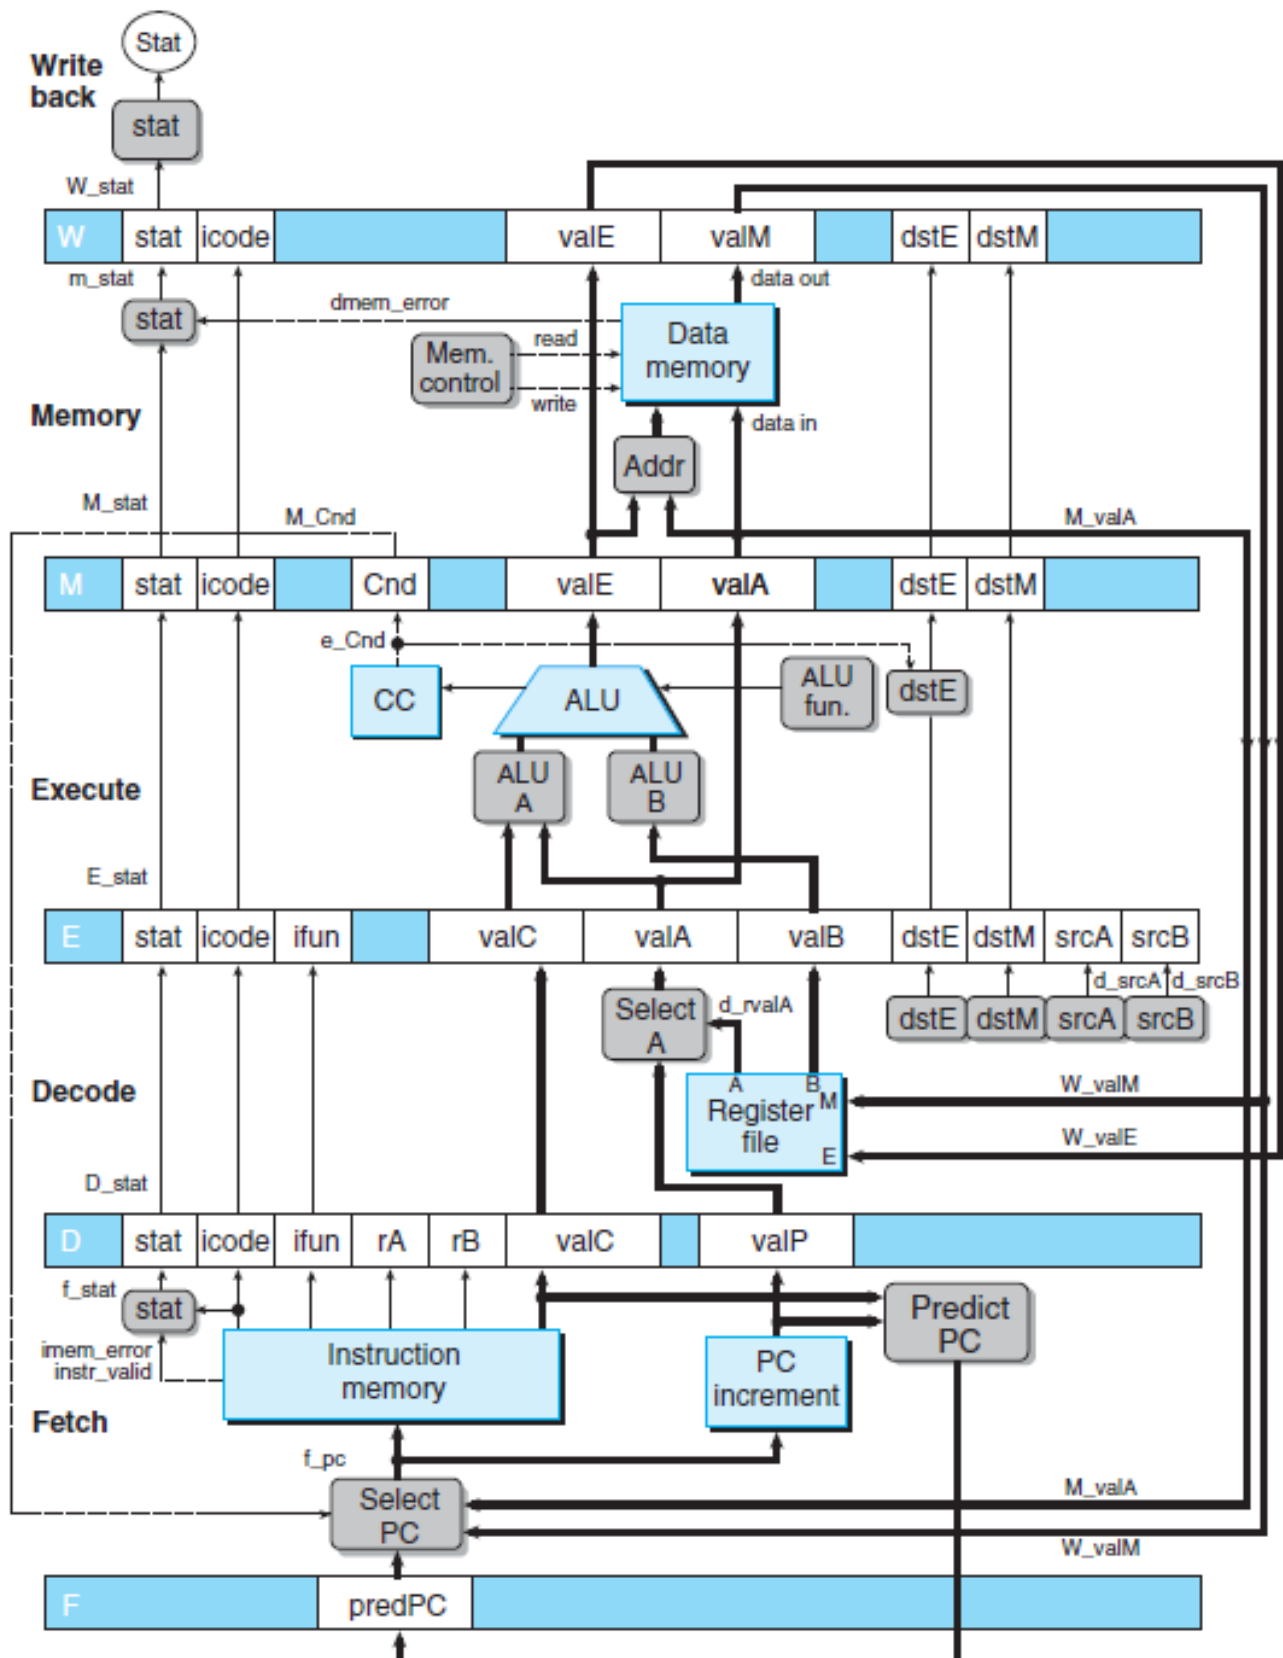 Stat
Write
back
stat
W_stat
W stat icode valE valM dstE dstM
m_stat
data out
stat
dmem_error
read
Mem.
control
write
Data
memory
Memory
data in
Addr
M_stat
M_Cnd
M_valA
M stat icode Cnd valE valA dstE dstM
e_Cnd
CC
ALU
ALU
fun.
dstE
ALU
A
ALU
B
Execute
E_stat
E stat icode ifun valC valA valB dstE dstM srcA srcB
d_srcA d_srcB
Select
A
d_rvalA
dstE dstM srcA srcB
Decode
A B
M
Register
file
E
W_valM
W_valE
D_stat
D stat icode ifun rA rB valC valP
f_stat
stat
Predict
PC
imem_error
instr_valid
Instruction
memory
PC
increment
Fetch
f_pc
Select
PC
M_valA
W_valM
F predPC